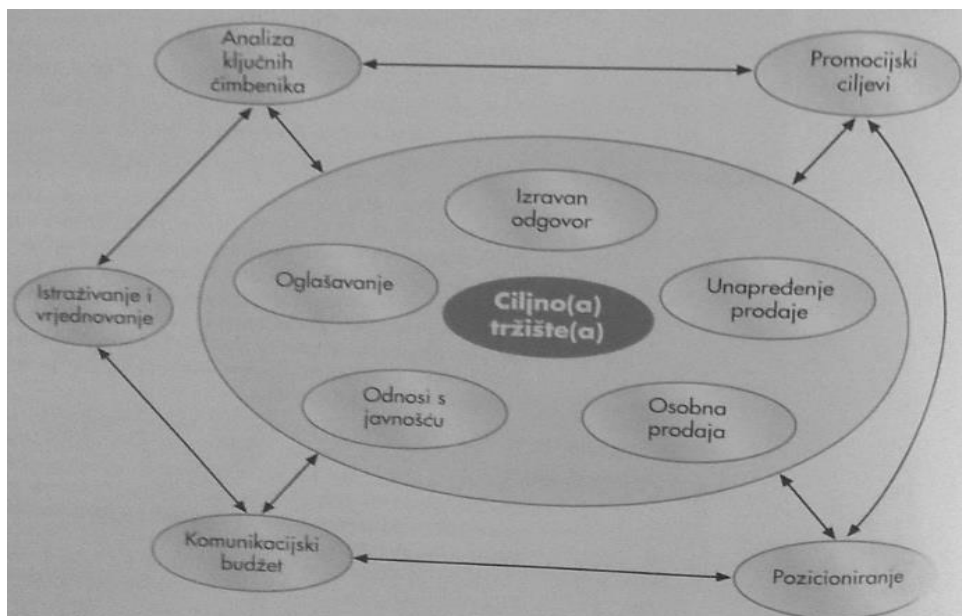 Analiza
ključnih
čimbenika
Promocijski
ciljevi
Izravan
odgovor
Oglašavanje
Unapređenje
prodaje
Istraživanje i
vrjednovanje
Ciljno(a)
tržište(a)
Odnosi s
javnošću
Osobna
prodaja
Komunikacijski
budžet
Pozicioniranje